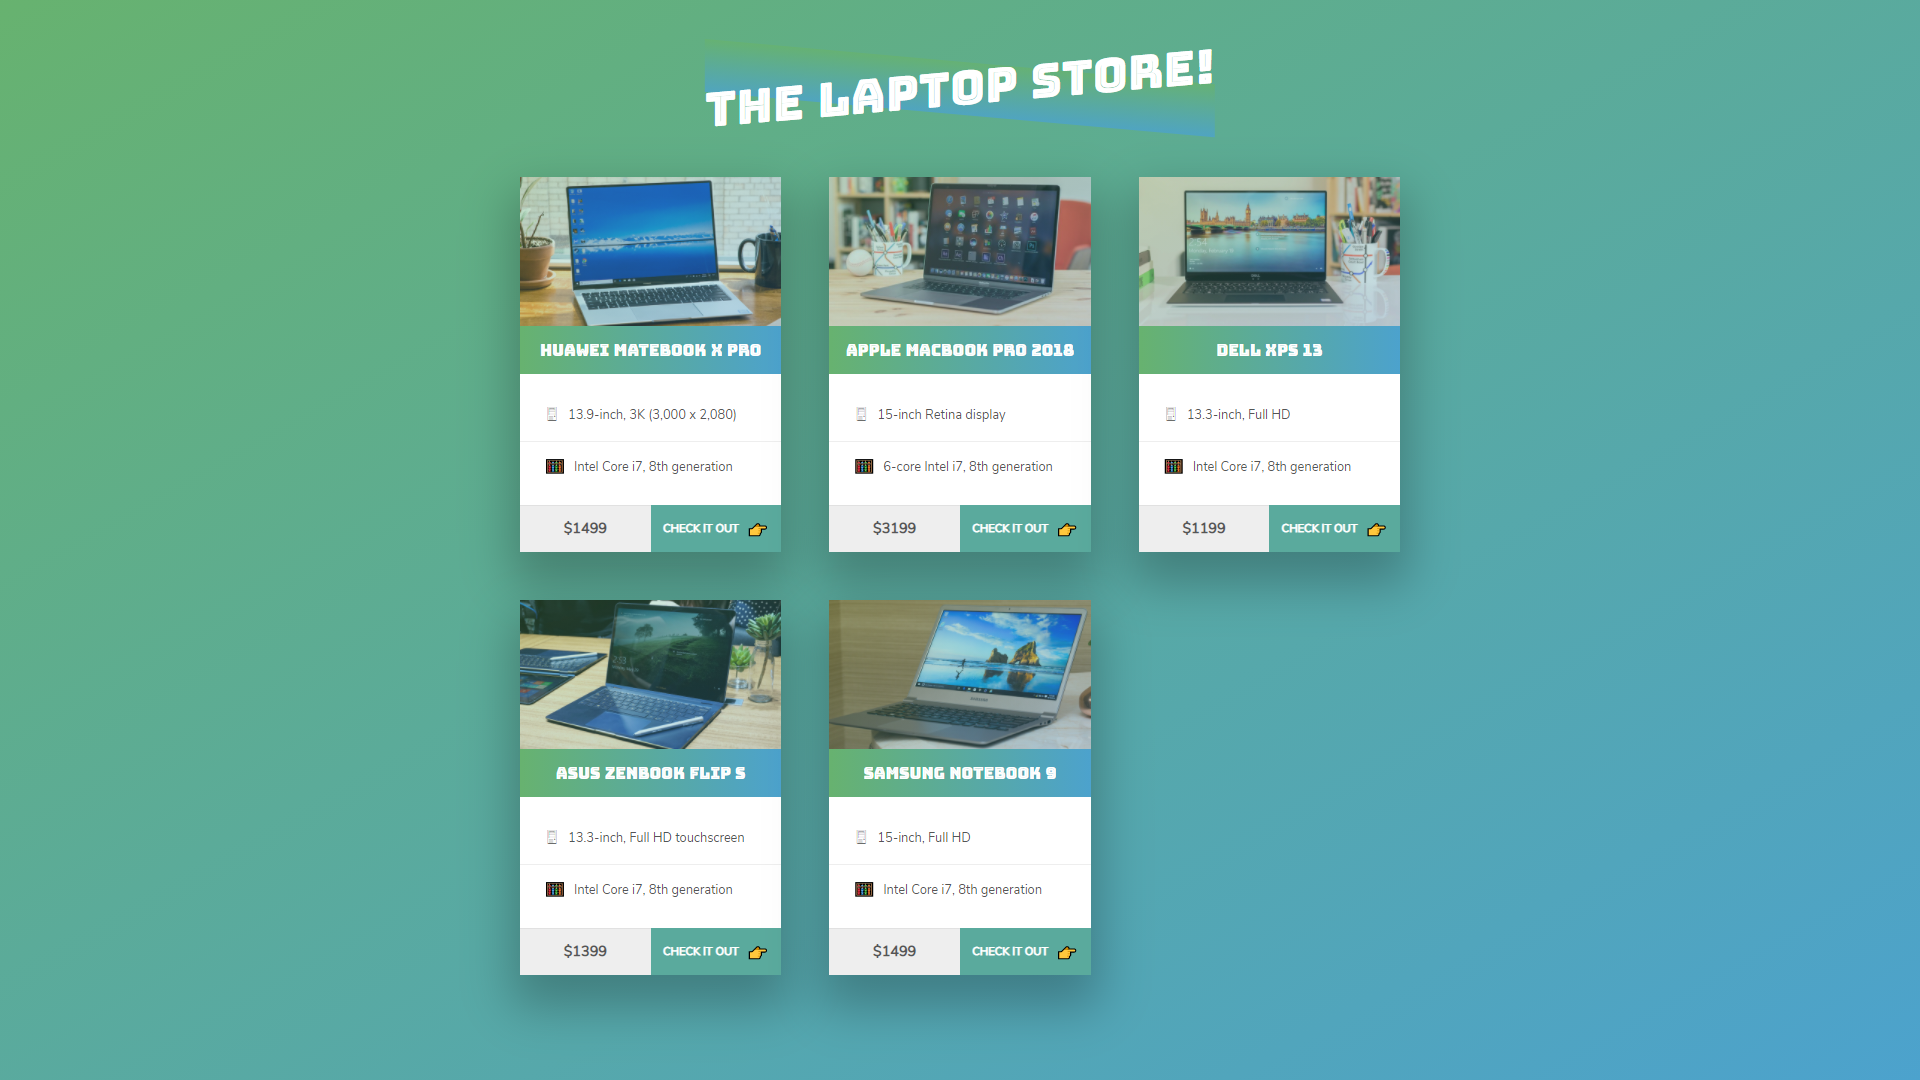 THE LAPTOP STORE!
HUAWEI MATEBOOK X PRO
13.9-inch, 3K (3,000 x 2,080)
Intel Core i7, 8th generation
$1499
CHECK IT OUT
APPLE MACBOOK PRO 2018
15-inch Retina display
6-core Intel i7, 8th generation
$3199
CHECK IT OUT
DELL XPS 13
13.3-inch, Full HD
Intel Core i7, 8th generation
$1199
CHECK IT OUT
ASUS ZENBOOK FLIP S
13.3-inch, Full HD touchscreen
Intel Core i7, 8th generation
$1399
CHECK IT OUT
SAMSUNG NOTEBOOK 9
15-inch, Full HD
Intel Core i7, 8th generation
$1499
CHECK IT OUT